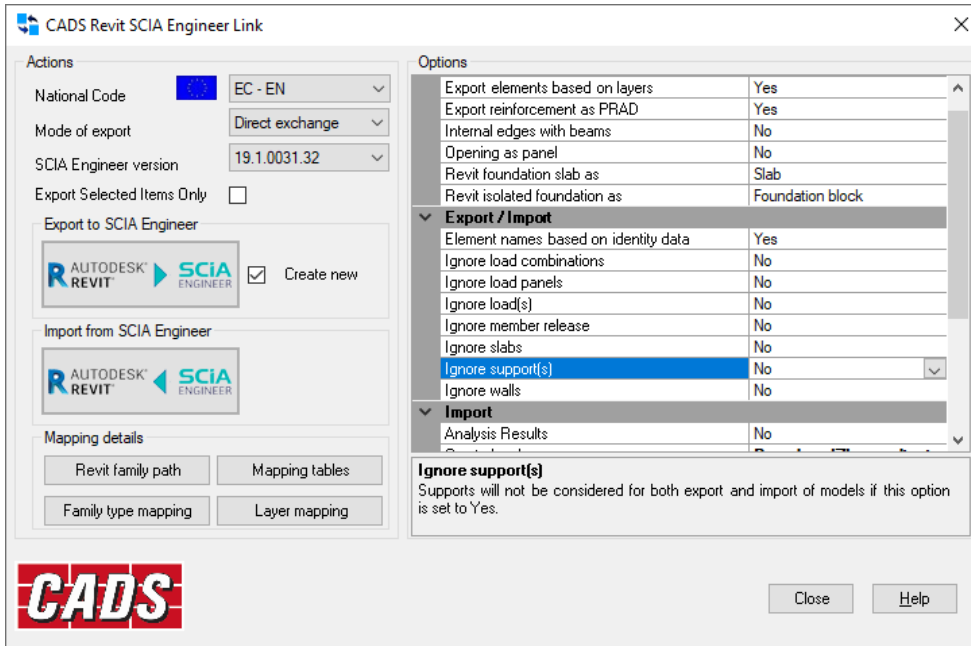 CADS Revit SCIA Engineer Link
Actions
National Code
EC - EN
Mode of export
Direct exchange
SCIA Engineer version
19.1.0031.32
Export Selected Items Only
Export to SCIA Engineer
R AUTODESK® REVIT® SCiA ENGINEER
Create new
Import from SCIA Engineer
R AUTODESK® REVIT® SCiA ENGINEER
Mapping details
Revit family path
Mapping tables
Family type mapping
Layer mapping
Options
Export elements based on layers Yes
Export reinforcement as PRAD Yes
Internal edges with beams No
Opening as panel No
Revit foundation slab as Slab
Revit isolated foundation as Foundation block
Export / Import
Element names based on identity data Yes
Ignore load combinations No
Ignore load panels No
Ignore load(s) No
Ignore member release No
Ignore slabs No
Ignore support(s) No
Ignore walls No
Import
Analysis Results No
Ignore support(s)
Supports will not be considered for both export and import of models if this option
is set to Yes.
CADS
Close
Help